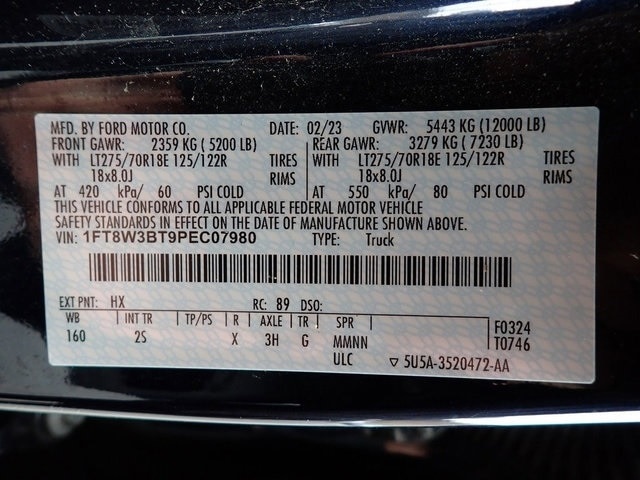 MFD. BY FORD MOTOR CO. DATE: 02/23 GVWR: 5443 KG (12000 LB)
FRONT GAWR: 2359 KG ( 5200 LB) REAR GAWR: 3279 KG ( 7230 LB)
WITH LT275/70R18E 125/122R TIRES WITH LT275/70R18E 125/122R TIRES
18x8.0J RIMS 18x8.0J RIMS
AT 420 kPa/ 60 PSI COLD AT 550 kPa/ 80 PSI COLD
THIS VEHICLE CONFORMS TO ALL APPLICABLE FEDERAL MOTOR VEHICLE
SAFETY STANDARDS IN EFFECT ON THE DATE OF MANUFACTURE SHOWN ABOVE.
VIN: 1FT8W3BT9PEC07980 TYPE: Truck
EXT PNT: HX RC: 89 DSO:
WB INT TR TP/PS R AXLE TR SPR F0324
160 2S X 3H G MMNN T0746
ULC ▽ 5U5A-3520472-AA